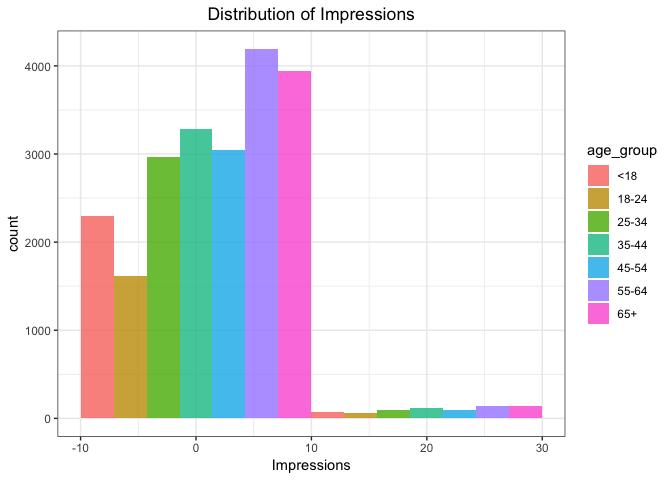 Distribution of Impressions
count
4000
3000
2000
1000
0
-10 0 10 20 30
Impressions
age_group
<18
18-24
25-34
35-44
45-54
55-64
65+